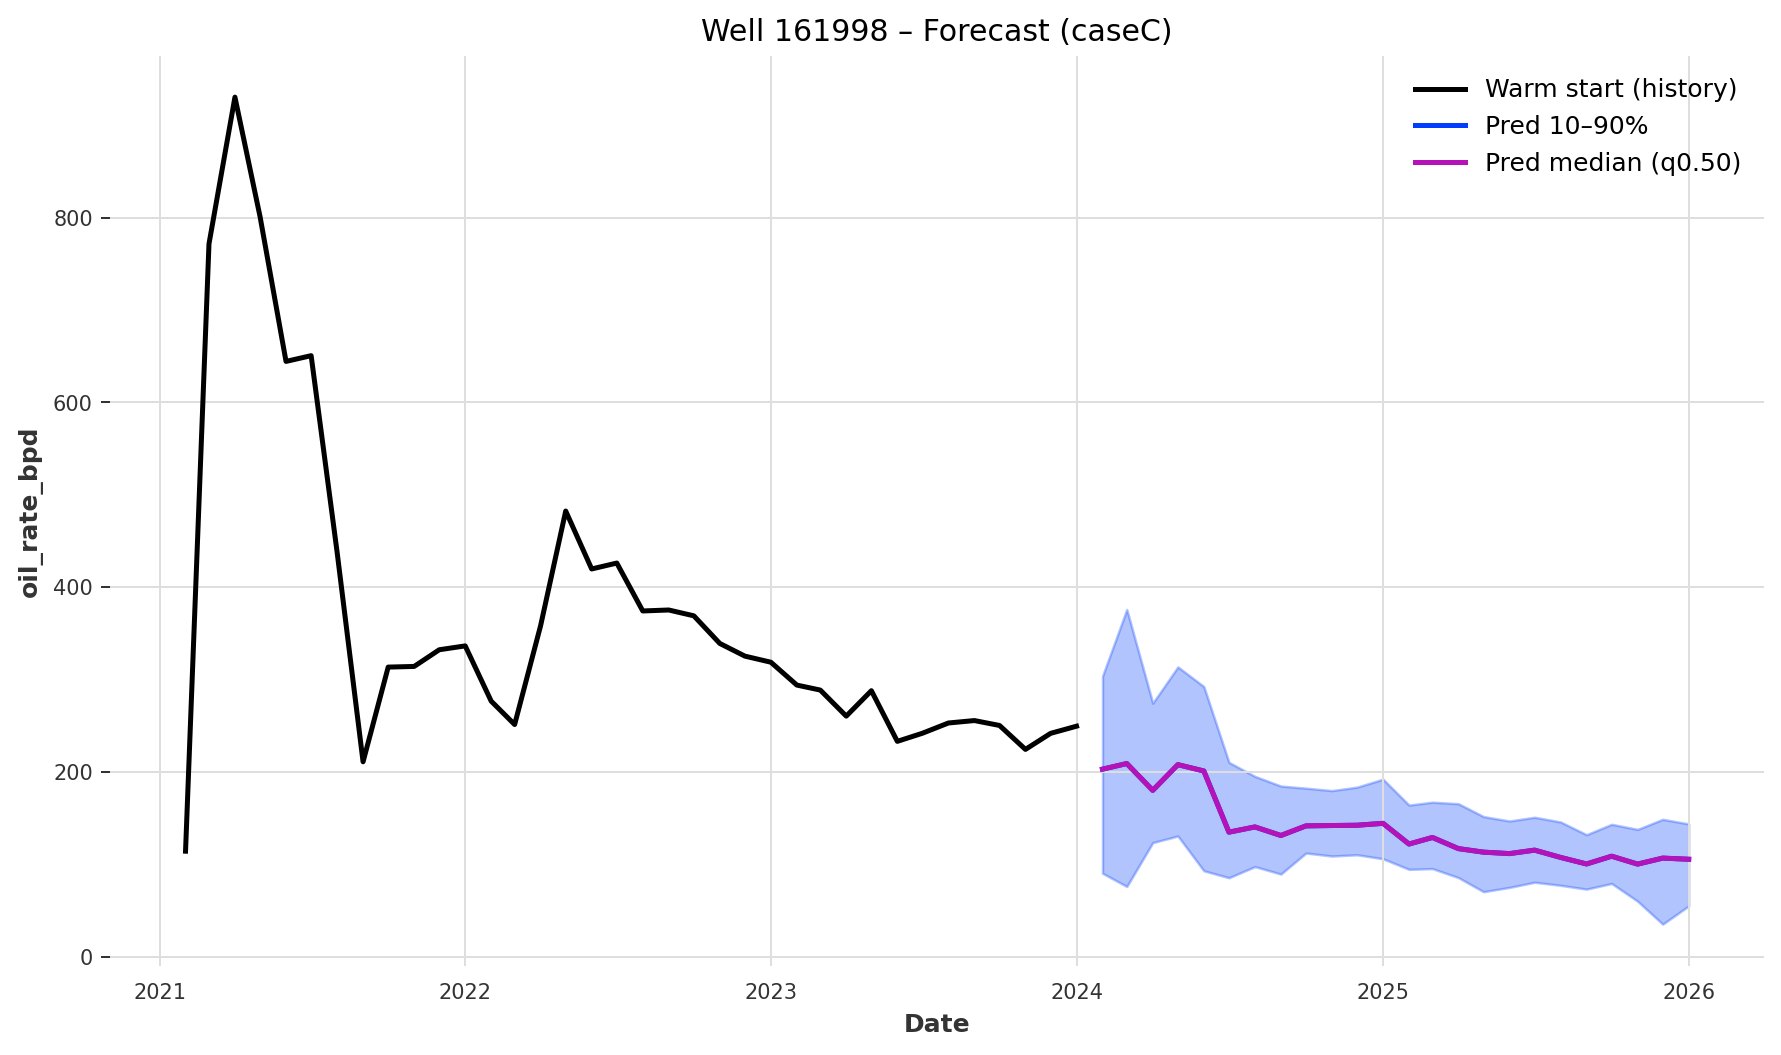 Well 161998 – Forecast (caseC)
Warm start (history)
Pred 10–90%
Pred median (q0.50)
oil_rate_bpd
800
600
400
200
0
2021 2022 2023 2024 2025 2026
Date